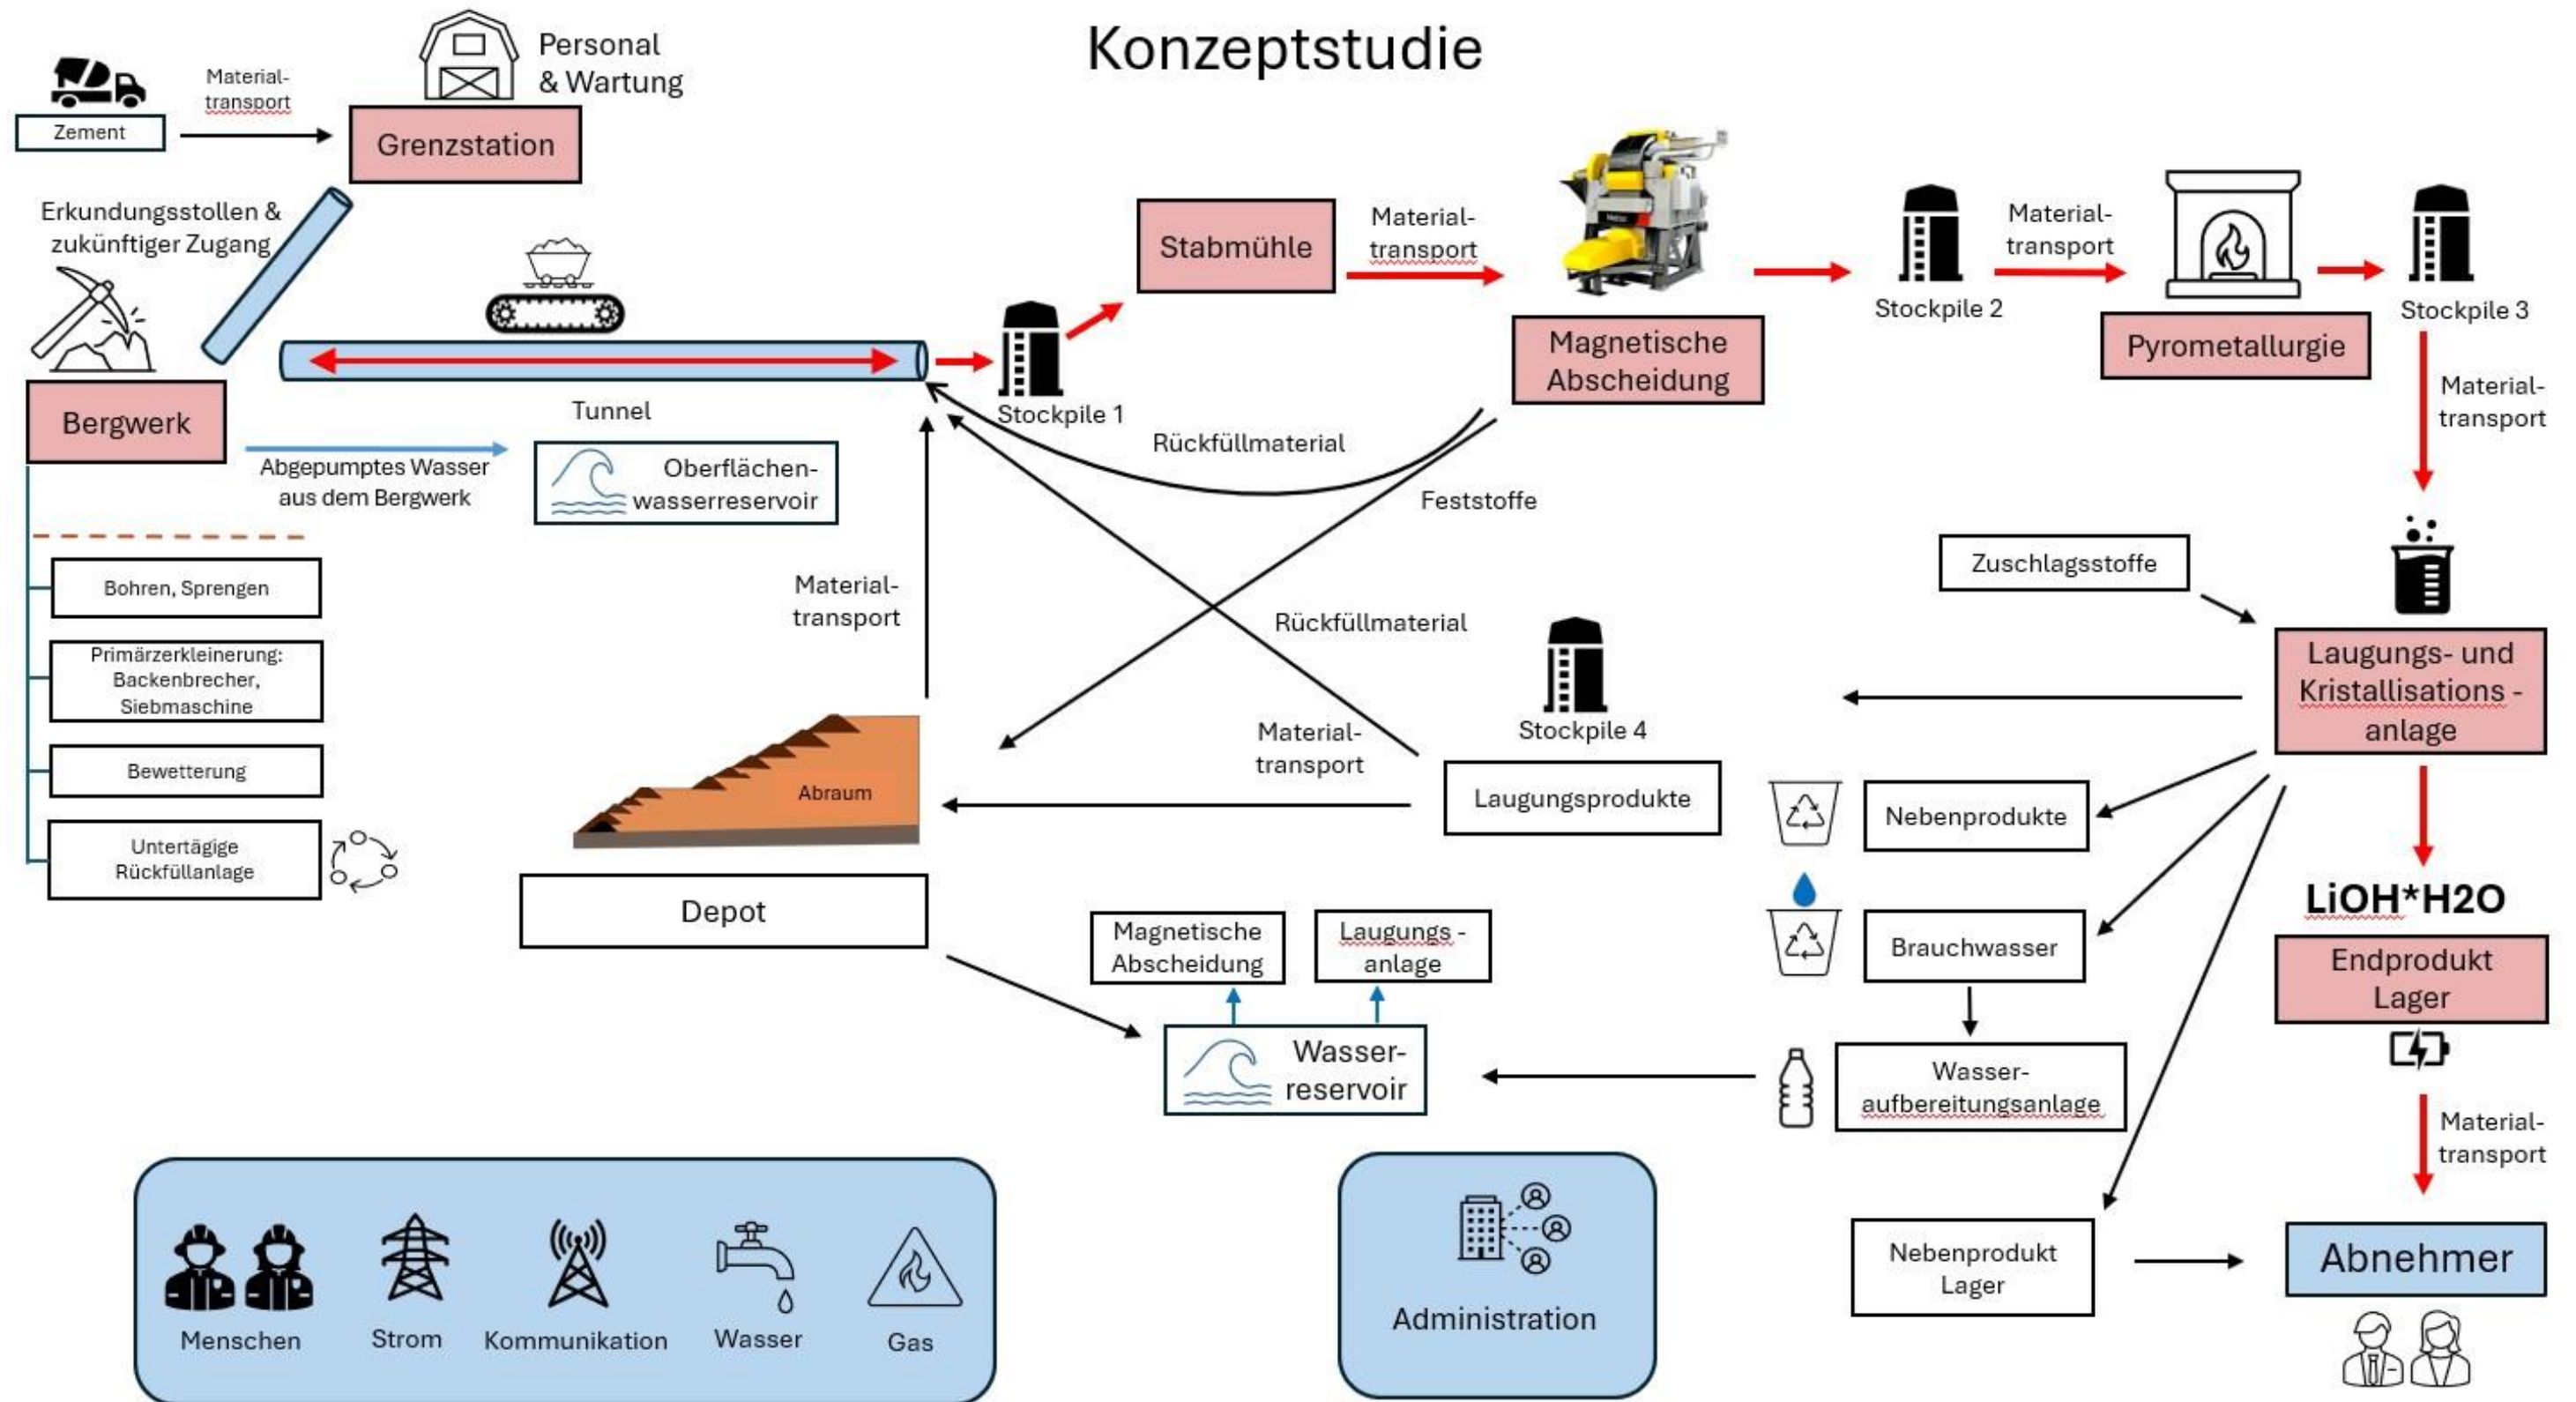 Konzeptstudie
Personal
& Wartung
Material-
transport
Zement
Grenzstation
Erkundungsstollen &
zukünftiger Zugang
Bergwerk
Tunnel
Abgepumptes Wasser
aus dem Bergwerk
Oberflächen-
wasserreservoir
Bohren, Sprengen
Primärzerkleinerung:
Backenbrecher,
Siebmaschine
Bewetterung
Untertägige
Rückfüllanlage
Stockpile 1
Stabmühle
Material-
transport
Magnetische
Abscheidung
Stockpile 2
Material-
transport
Pyrometallurgie
Stockpile 3
Material-
transport
Rückfüllmaterial
Feststoffe
Material-
transport
Rückfüllmaterial
Zuschlagsstoffe
Laugungs- und
Kristallisations -
anlage
Stockpile 4
Material-
transport
Laugungsprodukte
Abraum
Depot
Nebenprodukte
Brauchwasser
Magnetische
Abscheidung
Laugungs -
anlage
Wasser-
reservoir
Wasser-
aufbereitungsanlage
LiOH*H2O
Endprodukt
Lager
Material-
transport
Nebenprodukt
Lager
Abnehmer
Menschen
Strom
Kommunikation
Wasser
Gas
Administration